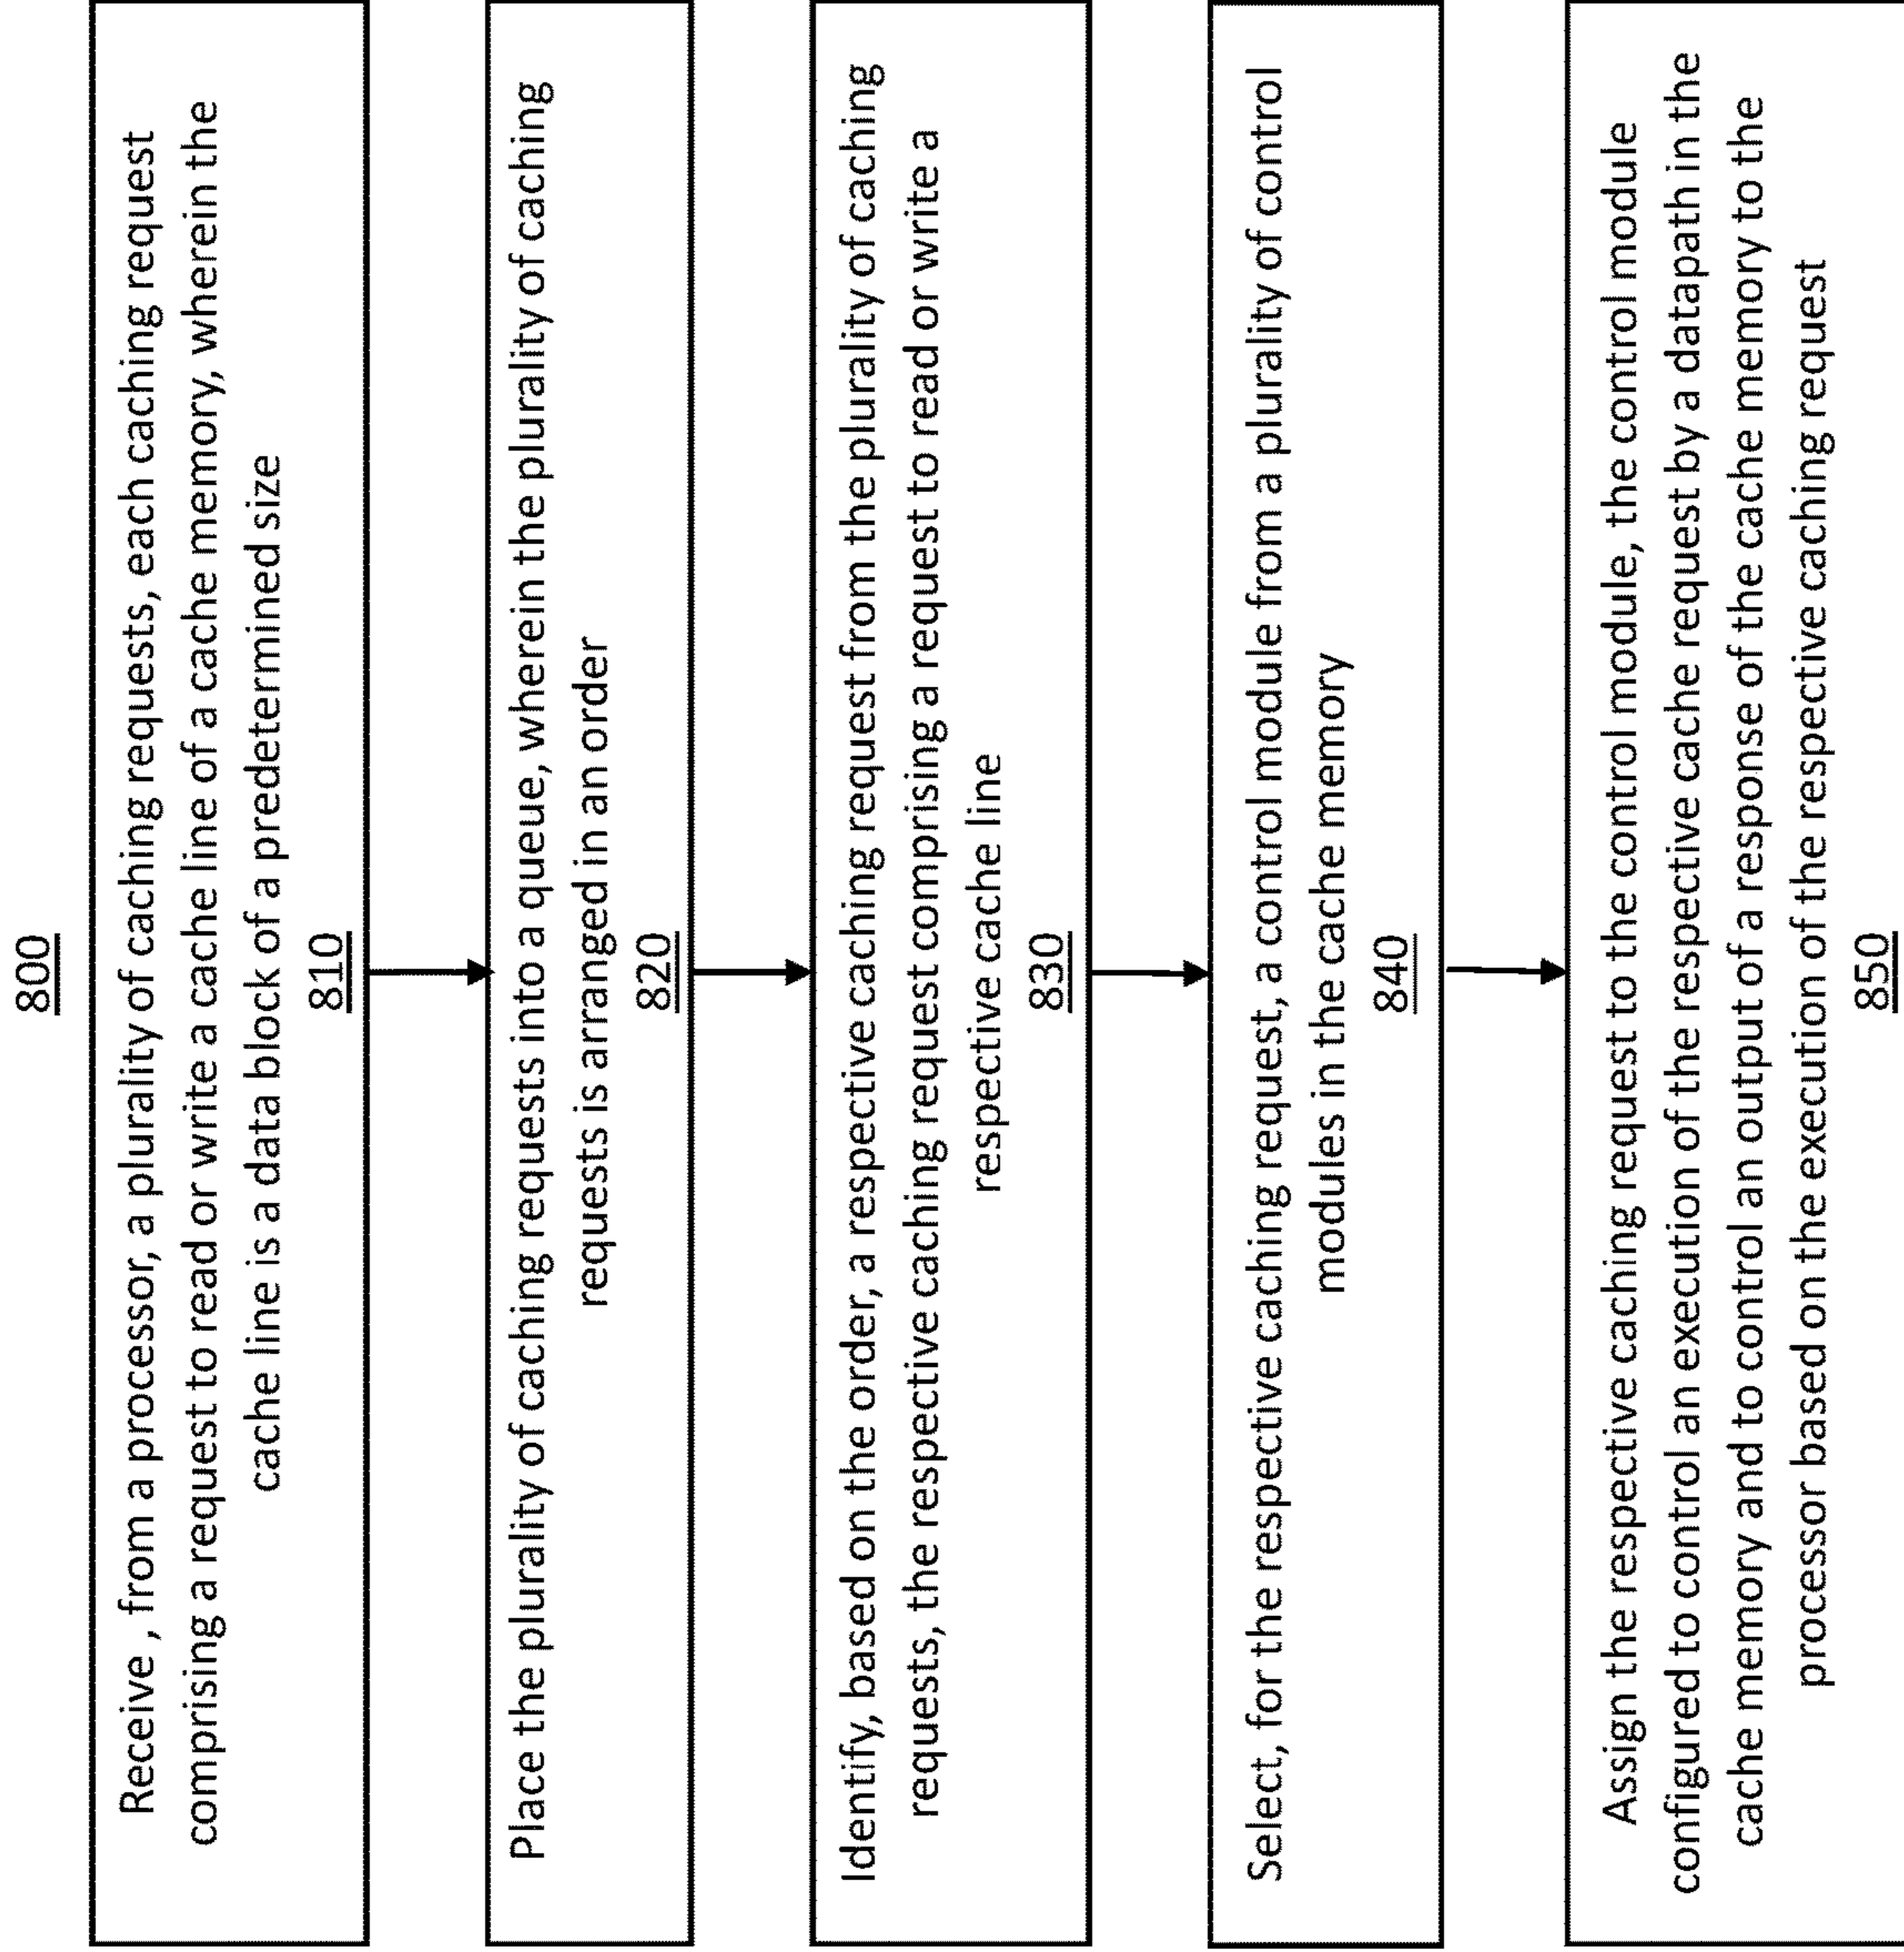 800
Receive , from a processor, a plurality of caching requests, each caching request
comprising a request to read or write a cache line of a cache memory, wherein the
cache line is a data block of a predetermined size
810
Place the plurality of caching requests into a queue, wherein the plurality of caching
requests is arranged in an order
820
Identify, based on the order, a respective caching request from the plurality of caching
requests, the respective caching request comprising a request to read or write a
respective cache line
830
Select, for the respective caching request, a control module from a plurality of control
modules in the cache memory
840
Assign the respective caching request to the control module, the control module
configured to control an execution of the respective cache request by a datapath in the
cache memory and to control an output of a response of the cache memory to the
processor based on the execution of the respective caching request
850